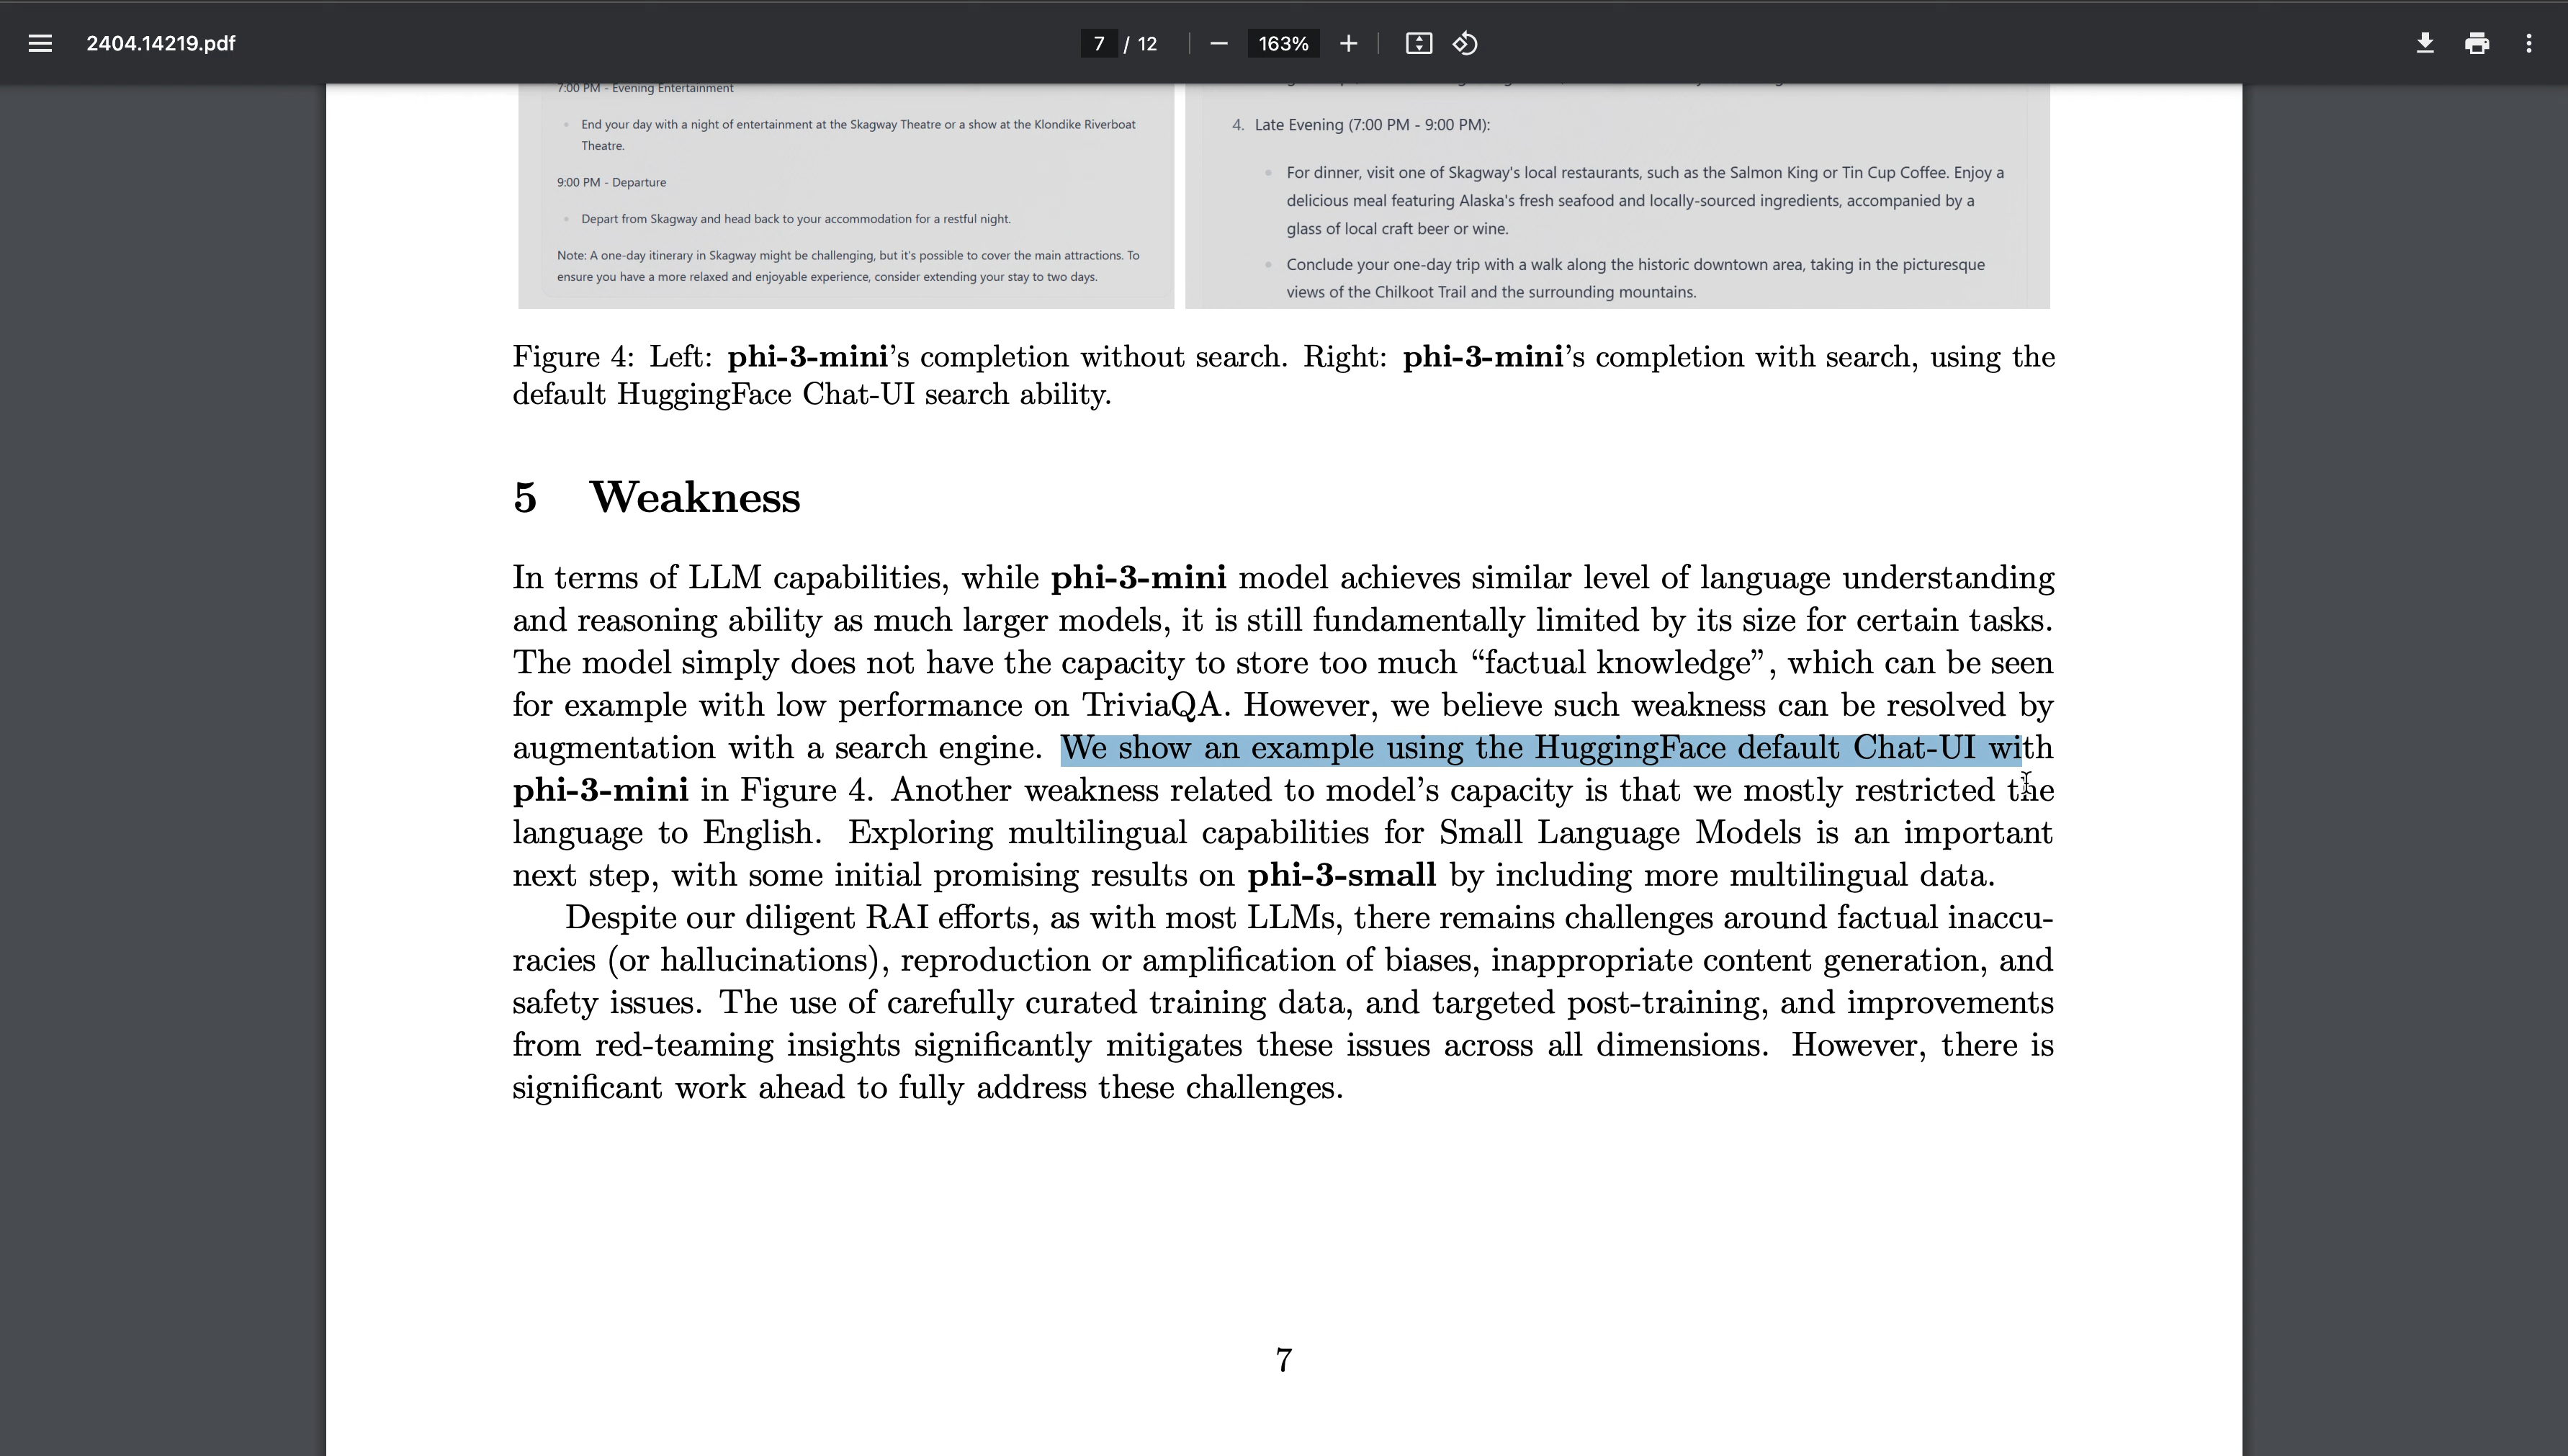 2404.14219.pdf
7 / 12
163%
7:00 PM - Evening Entertainment
End your day with a night of entertainment at the Skagway Theatre or a show at the Klondike Riverboat
Theatre.
9:00 PM - Departure
Depart from Skagway and head back to your accommodation for a restful night.
Note: A one-day itinerary in Skagway might be challenging, but it's possible to cover the main attractions. To
ensure you have a more relaxed and enjoyable experience, consider extending your stay to two days.
4. Late Evening (7:00 PM - 9:00 PM):
For dinner, visit one of Skagway's local restaurants, such as the Salmon King or Tin Cup Coffee. Enjoy a
delicious meal featuring Alaska's fresh seafood and locally-sourced ingredients, accompanied by a
glass of local craft beer or wine.
Conclude your one-day trip with a walk along the historic downtown area, taking in the picturesque
views of the Chilkoot Trail and the surrounding mountains.
Figure 4: Left: phi-3-mini's completion without search. Right: phi-3-mini's completion with search, using the
default HuggingFace Chat-UI search ability.
5 Weakness
In terms of LLM capabilities, while phi-3-mini model achieves similar level of language understanding
and reasoning ability as much larger models, it is still fundamentally limited by its size for certain tasks.
The model simply does not have the capacity to store too much “factual knowledge”, which can be seen
for example with low performance on TriviaQA. However, we believe such weakness can be resolved by
augmentation with a search engine. We show an example using the HuggingFace default Chat-UI with
phi-3-mini in Figure 4. Another weakness related to model's capacity is that we mostly restricted the
language to English. Exploring multilingual capabilities for Small Language Models is an important
next step, with some initial promising results on phi-3-small by including more multilingual data.
Despite our diligent RAI efforts, as with most LLMs, there remains challenges around factual inaccu-
racies (or hallucinations), reproduction or amplification of biases, inappropriate content generation, and
safety issues. The use of carefully curated training data, and targeted post-training, and improvements
from red-teaming insights significantly mitigates these issues across all dimensions. However, there is
significant work ahead to fully address these challenges.
7